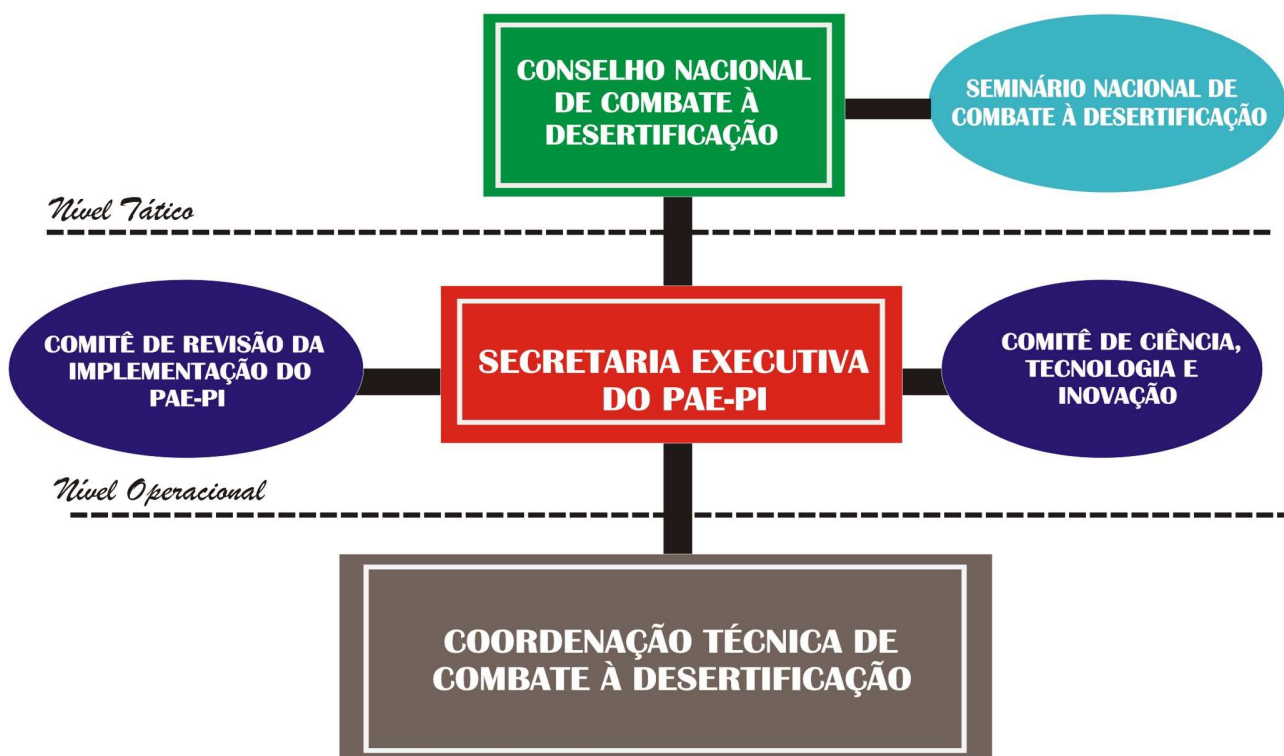 CONSELHO NACIONAL
DE COMBATE À
DESERTIFICAÇÃO
SEMINÁRIO NACIONAL DE
COMBATE À DESERTIFICAÇÃO
Nível Tático
COMITÊ DE REVISÃO DA
IMPLEMENTAÇÃO DO
PAE-PI
SECRETARIA EXECUTIVA
DO PAE-PI
COMITÊ DE CIÊNCIA,
TECNOLOGIA E
INOVAÇÃO
Nível Operacional
COORDENAÇÃO TÉCNICA DE
COMBATE À DESERTIFICAÇÃO